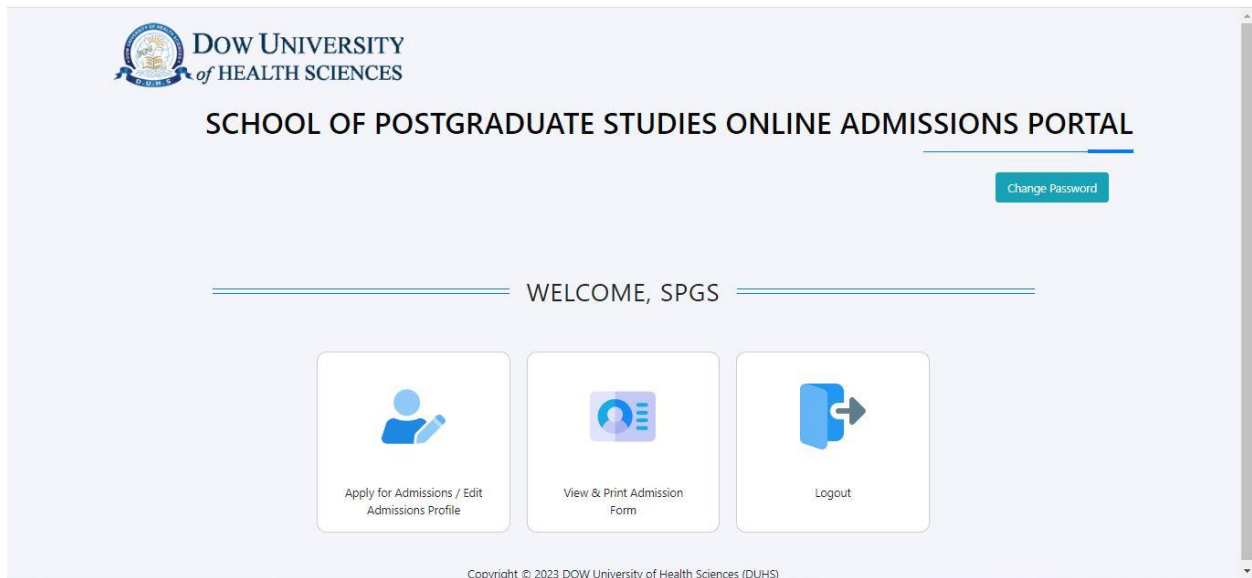 DOW UNIVERSITY
of HEALTH SCIENCES
D.U.H.S
SCHOOL OF POSTGRADUATE STUDIES ONLINE ADMISSIONS PORTAL
Change Password
WELCOME, SPGS
Apply for Admissions / Edit
Admissions Profile
View & Print Admission
Form
Logout
Copyright © 2023 DOW University of Health Sciences (DUHS)